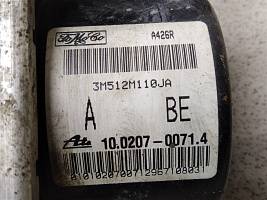 FoMoCo
A426R
3M512M110JA
A BE
Ate 10.0207-0071.4